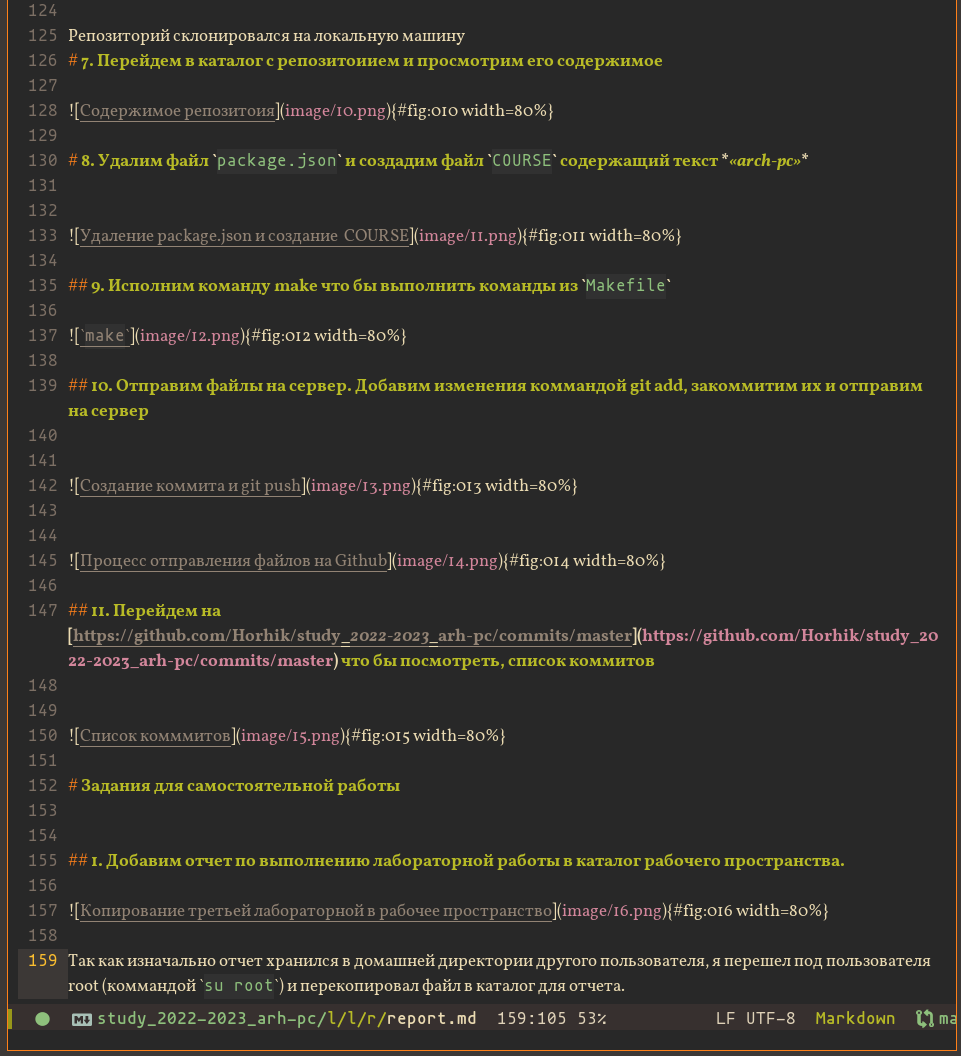 124
125 Репозиторий склонировался на локальную машину
126 # 7. Перейдем в каталог с репозитоиием и просмотрим его содержимое
127
128 ![Содержимое репозитоия](image/10.png){#fig:010 width=80%}
129
130 # 8. Удалим файл `package.json` и создадим файл `COURSE` содержащий текст *«arch-pc»*
131
132
133 ![Удаление package.json и создание  COURSE](image/11.png){#fig:011 width=80%}
134
135 ## 9. Исполним команду make что бы выполнить команды из `Makefile`
136
137 ![`make`](image/12.png){#fig:012 width=80%}
138
139 ## 10. Отправим файлы на сервер. Добавим изменения коммандой git add, закоммитим их и отправим
на сервер
140
141
142 ![Создание коммита и git push](image/13.png){#fig:013 width=80%}
143
144
145 ![Процесс отправления файлов на Github](image/14.png){#fig:014 width=80%}
146
147 ## 11. Перейдем на
[https://github.com/Horhik/study_2022-2023_arh-pc/commits/master](https://github.com/Horhik/study_20
22-2023_arh-pc/commits/master) что бы посмотреть, список коммитов
148
149
150 ![Список комммитов](image/15.png){#fig:015 width=80%}
151
152 # Задания для самостоятельной работы
153
154
155 ## 1. Добавим отчет по выполнению лабораторной работы в каталог рабочего пространства.
156
157 ![Копирование третьей лабораторной в рабочее пространство](image/16.png){#fig:016 width=80%}
158
159 Так как изначально отчет хранился в домашней директории другого пользователя, я перешел под пользователя
root (коммандой `su root`) и перекопировал файл в каталог для отчета.
study_2022-2023_arh-pc/l/l/r/report.md 159:105 53% LF UTF-8 Markdown ma